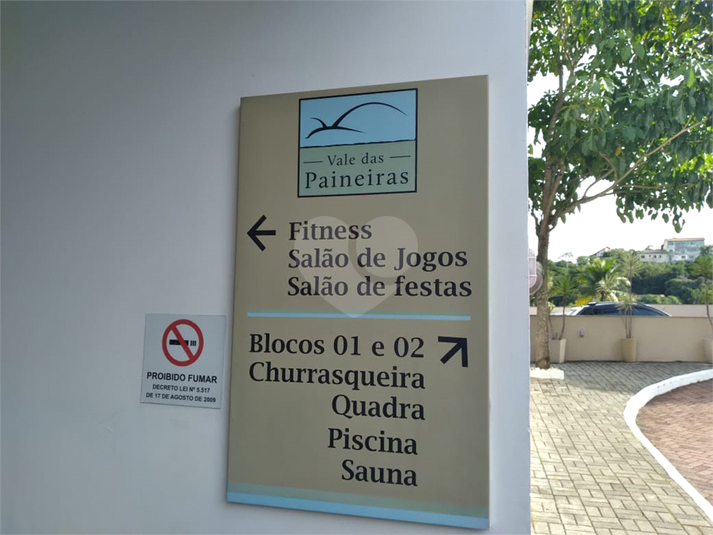 Vale das
Paineiras
Fitness
Salão de Jogos
Salão de festas
Blocos 01 e 02
Churrasqueira
Quadra
Piscina
Sauna
PROIBIDO FUMAR
DECRETO LEI Nº 5.517
DE 17 DE AGOSTO DE 2009